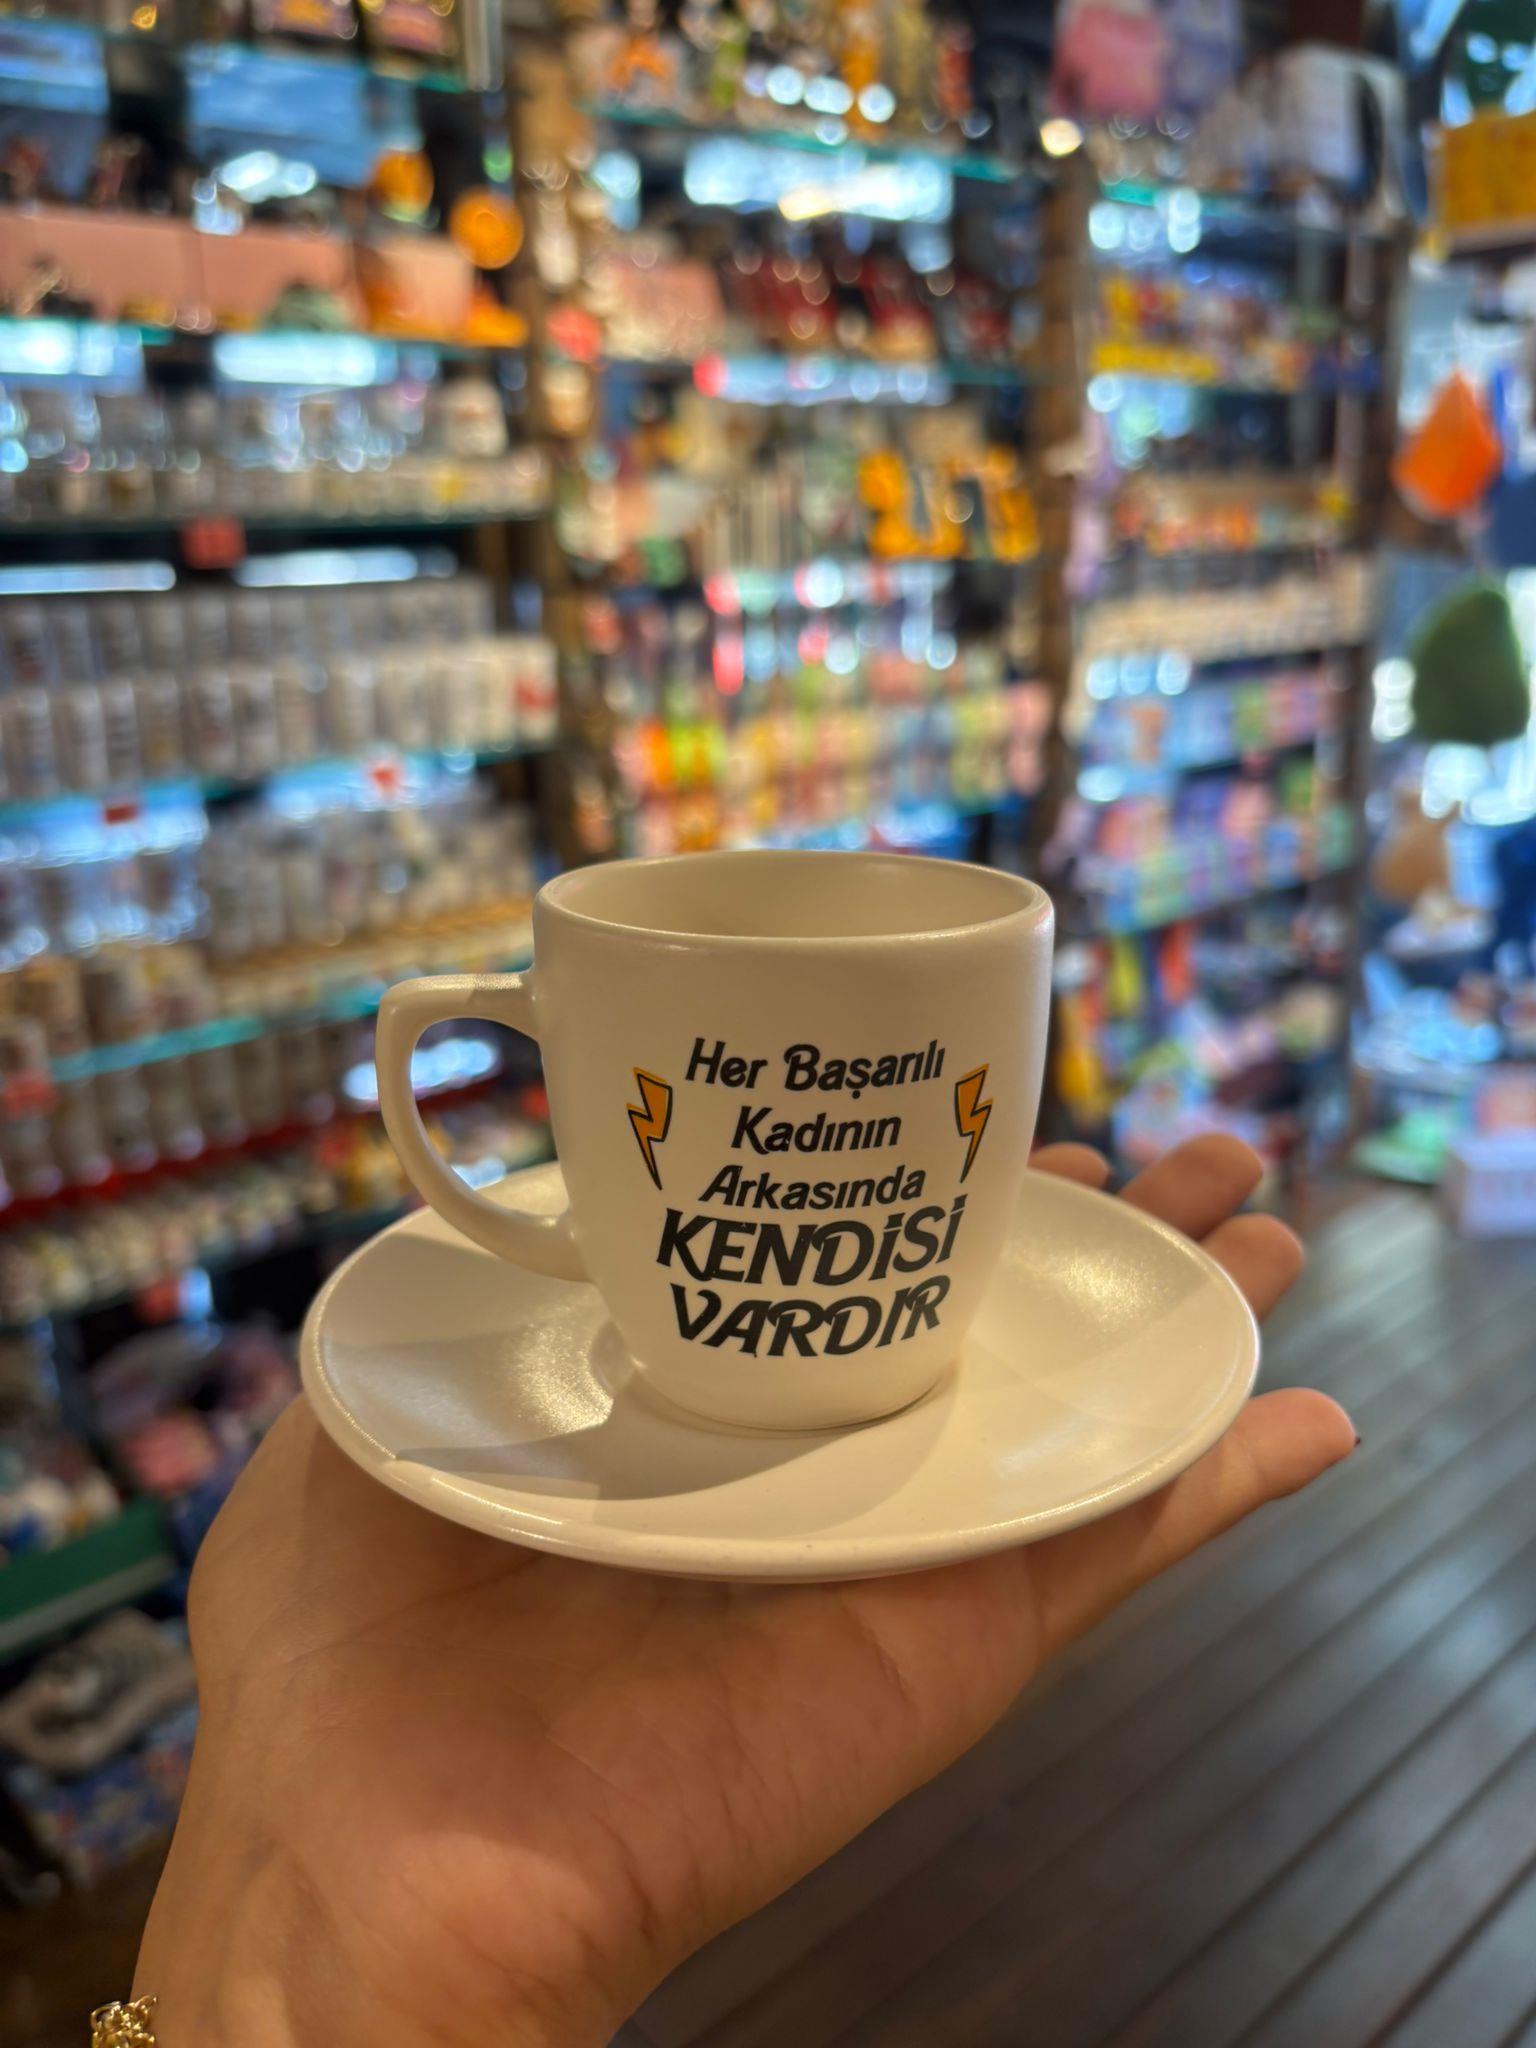 Her Başarılı
Kadının
Arkasında
KENDİSİ
VARDIR